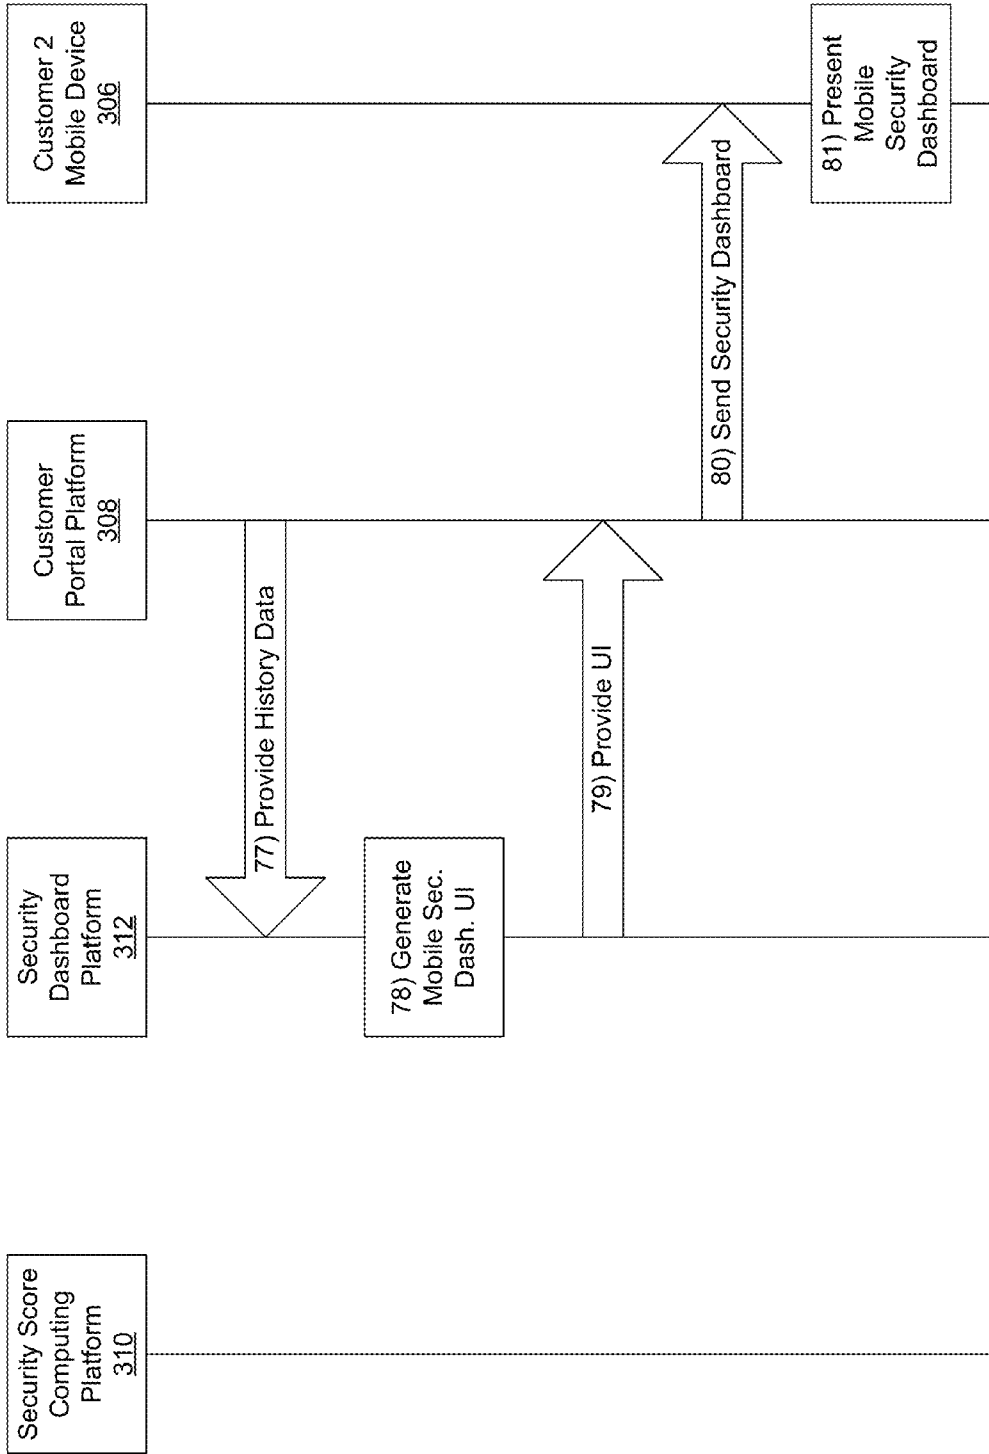 Security Score
Computing
Platform
310
Security
Dashboard
Platform
312
Customer
Portal Platform
308
Customer 2
Mobile Device
306
77) Provide History Data
78) Generate
Mobile Sec.
Dash. UI
79) Provide UI
80) Send Security Dashboard
81) Present
Mobile
Security
Dashboard